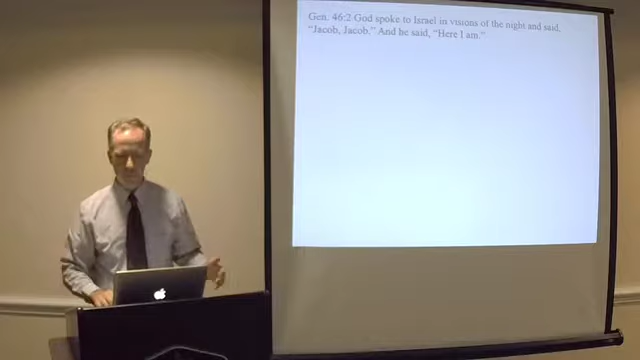 Gen. 46:2 God spoke to Israel in visions of the night and said,
“Jacob, Jacob.” And he said, “Here I am.”